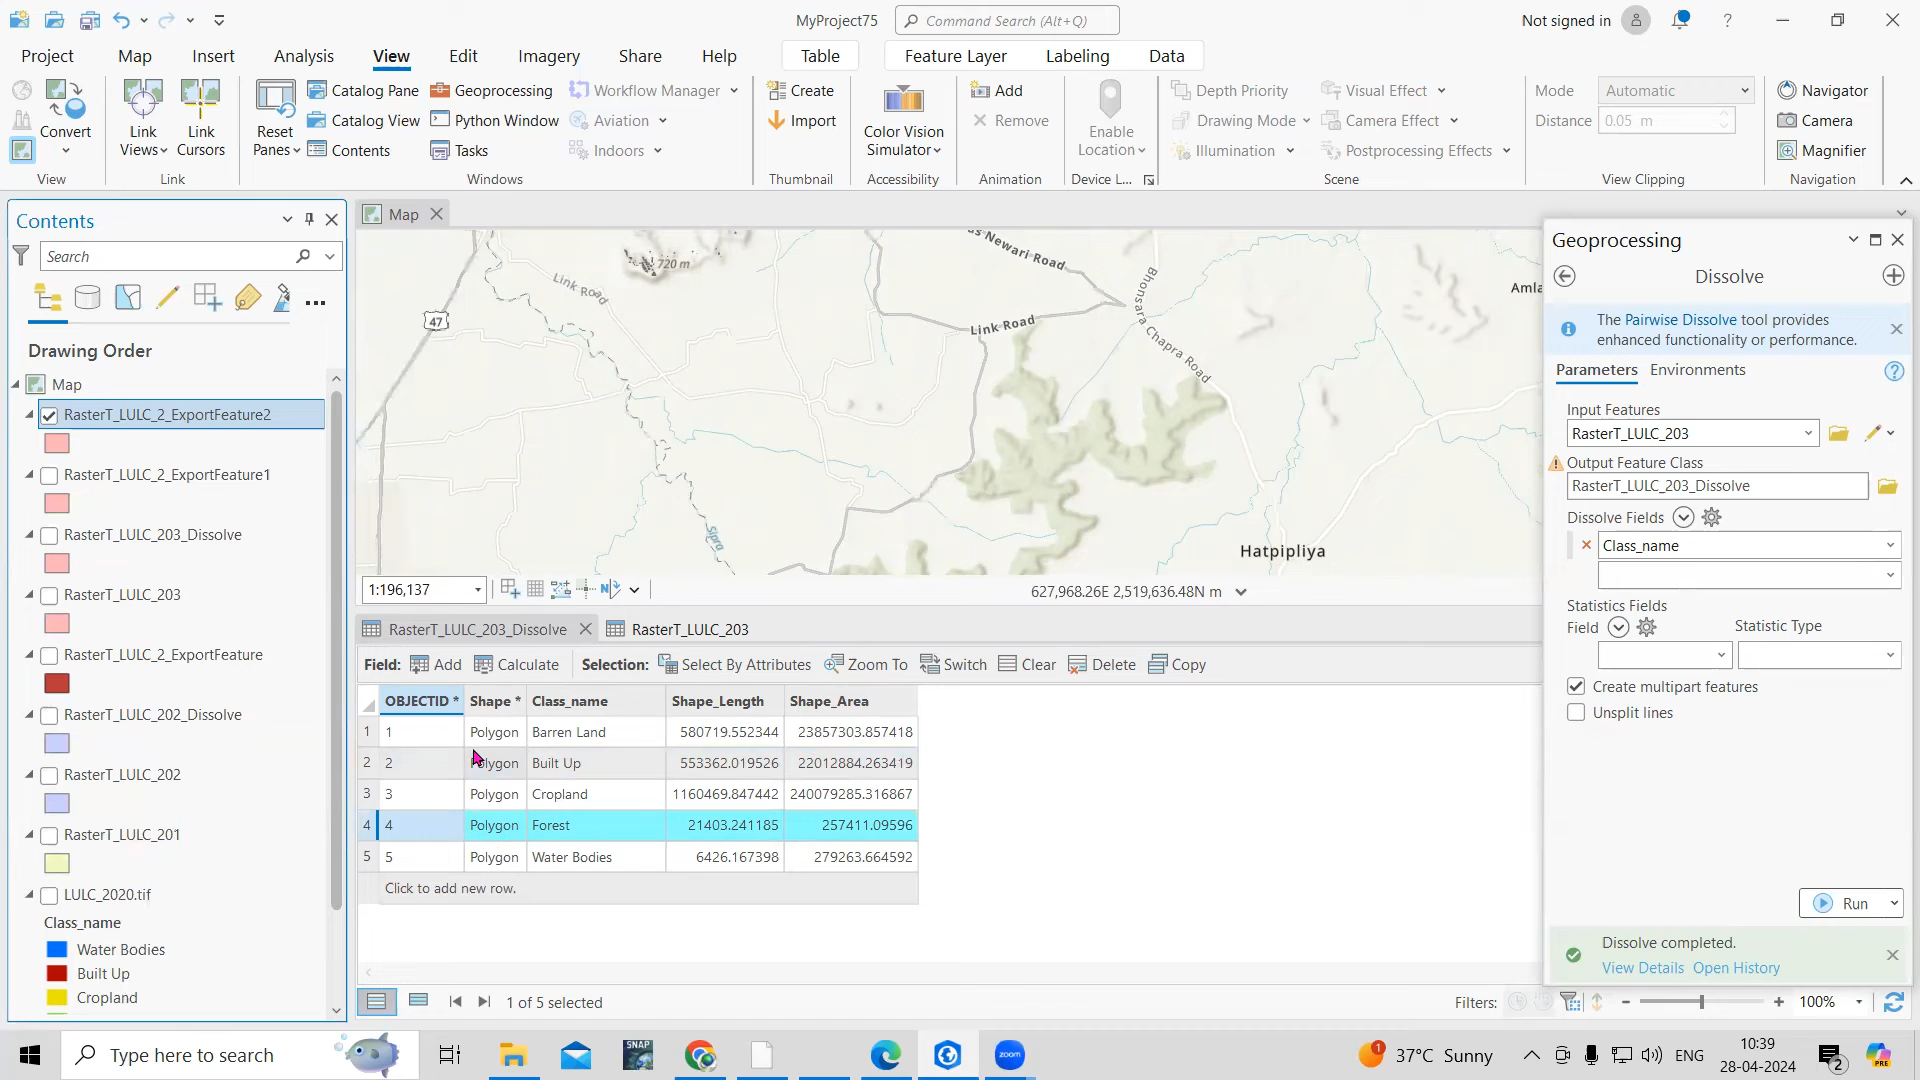 MyProject75
Command Search (Alt+Q)
Not signed in
Project Map Insert Analysis View Edit Imagery Share Help Table Feature Layer Labeling Data
Convert
Link Views
Link Cursors
Reset Panes
Catalog Pane
Catalog View
Contents
Geoprocessing
Python Window
Tasks
Workflow Manager
Aviation
Indoors
Create
Import
Color Vision Simulator
Add
Remove
Enable Location
Depth Priority
Drawing Mode
Illumination
Visual Effect
Camera Effect
Postprocessing Effects
Mode Automatic
Distance 0.05 m
Navigator
Camera
Magnifier
View Link Windows Thumbnail Accessibility Animation Device L... Scene View Clipping Navigation
Contents
Search
Drawing Order
Map
RasterT_LULC_2_ExportFeature2
RasterT_LULC_2_ExportFeature1
RasterT_LULC_203_Dissolve
RasterT_LULC_203
RasterT_LULC_2_ExportFeature
RasterT_LULC_202_Dissolve
RasterT_LULC_202
RasterT_LULC_201
LULC_2020.tif
Class_name
Water Bodies
Built Up
Cropland
Map
as Newari Road
720 m
Link Road
47
Link Road
Bhousara Chapra Road
Amla
Sipra
Hatpipliya
1:196,137
627,968.26E 2,519,636.48N m
RasterT_LULC_203_Dissolve RasterT_LULC_203
Field: Add Calculate Selection: Select By Attributes Zoom To Switch Clear Delete Copy
OBJECTID * Shape * Class_name Shape_Length Shape_Area
1 1 Polygon Barren Land 580719.552344 23857303.857418
2 2 Polygon Built Up 553362.019526 22012884.263419
3 3 Polygon Cropland 1160469.847442 240079285.316867
4 4 Polygon Forest 21403.241185 257411.09596
5 5 Polygon Water Bodies 6426.167398 279263.664592
Click to add new row.
1 of 5 selected
Filters:
100%
Geoprocessing
Dissolve
The Pairwise Dissolve tool provides
enhanced functionality or performance.
Parameters Environments
Input Features
RasterT_LULC_203
Output Feature Class
RasterT_LULC_203_Dissolve
Dissolve Fields
Class_name
Statistics Fields
Field Statistic Type
Create multipart features
Unsplit lines
Run
Dissolve completed.
View Details Open History
Type here to search
SNAP
zoom
1
37°C Sunny
ENG
10:39
28-04-2024
2
PRE